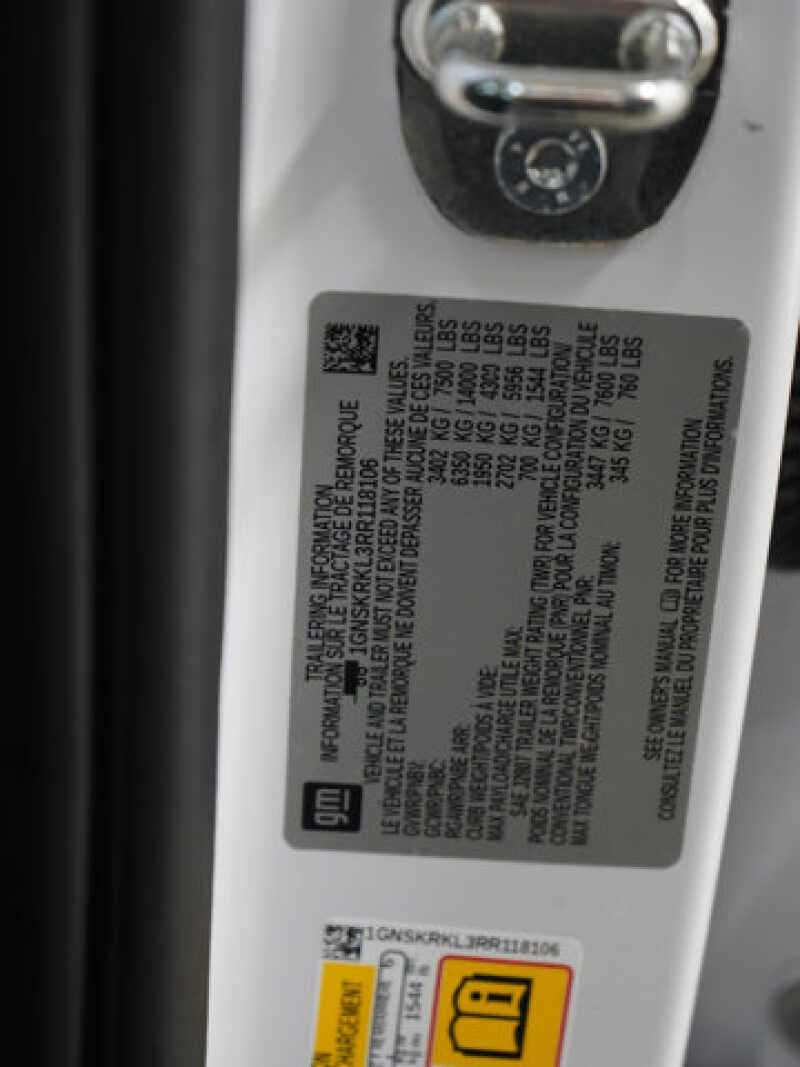 gm
TRAILERING INFORMATION
INFORMATION SUR LE TRACTAGE DE REMORQUE
1GNSKRKL3RR118106
VEHICLE AND TRAILER MUST NOT EXCEED ANY OF THESE VALUES.
LE VÉHICULE ET LA REMORQUE NE DOIVENT DÉPASSER AUCUNE DE CES VALEURS.
GVWR/PNBV: 3402 KG / 7500 LBS
GCWR/PNBC: 6350 KG / 14000 LBS
RGAWR/PNBE ARR: 1950 KG / 4300 LBS
CURB WEIGHT/POIDS À VIDE: 2702 KG / 5956 LBS
MAX PAYLOAD/CHARGE UTILE MAX: 700 KG / 1544 LBS
SAE J2807 TRAILER WEIGHT RATING (TWR) FOR VEHICLE CONFIGURATION/
POIDS NOMINAL DE LA REMORQUE (PNR) POUR LA CONFIGURATION DU VÉHICULE
CONVENTIONAL TWR/CONVENTIONNEL PNR: 3447 KG / 7600 LBS
MAX TONGUE WEIGHT/POIDS NOMINAL AU TIMON: 345 KG / 760 LBS
SEE OWNER'S MANUAL FOR MORE INFORMATION
CONSULTEZ LE MANUEL DU PROPRIÉTAIRE POUR PLUS D'INFORMATIONS.
1GNSKRKL3RR118106
CHARGEMENT
1544 lb